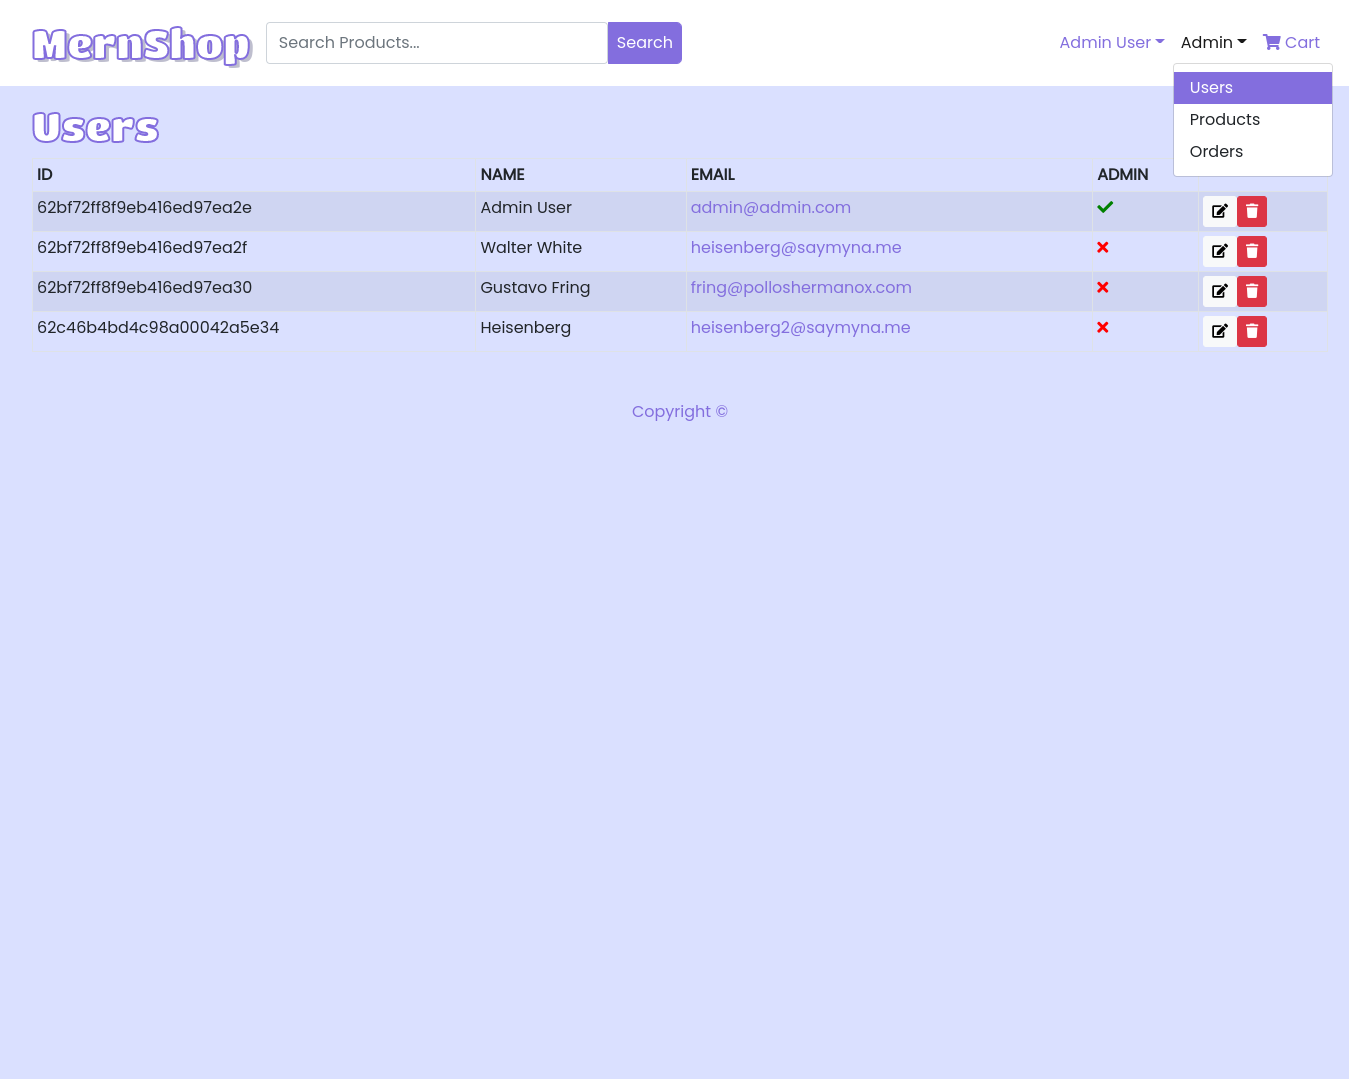 MernShop
Search Products...
Search
Admin User
Admin
Cart
Users
Products
Orders
Users
ID NAME EMAIL ADMIN
62bf72ff8f9eb416ed97ea2e Admin User admin@admin.com
62bf72ff8f9eb416ed97ea2f Walter White heisenberg@saymyna.me
62bf72ff8f9eb416ed97ea30 Gustavo Fring fring@polloshermanox.com
62c46b4bd4c98a00042a5e34 Heisenberg heisenberg2@saymyna.me
Copyright ©